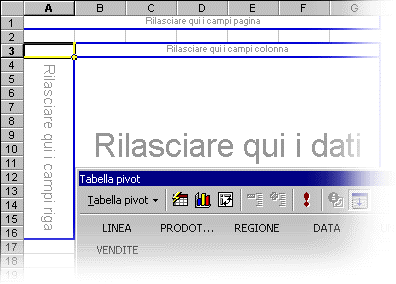 A B C D E F G
1 Rilasciare qui i campi pagina
2
3 Rilasciare qui i campi colonna
4
5
6
7
8
9
10
11
12
13
14
15
16
17
18
19
Rilasciare qui i campi riga
Rilasciare qui i dati
Tabella pivot
Tabella pivot
LINEA PRODOT... REGIONE DATA
VENDITE